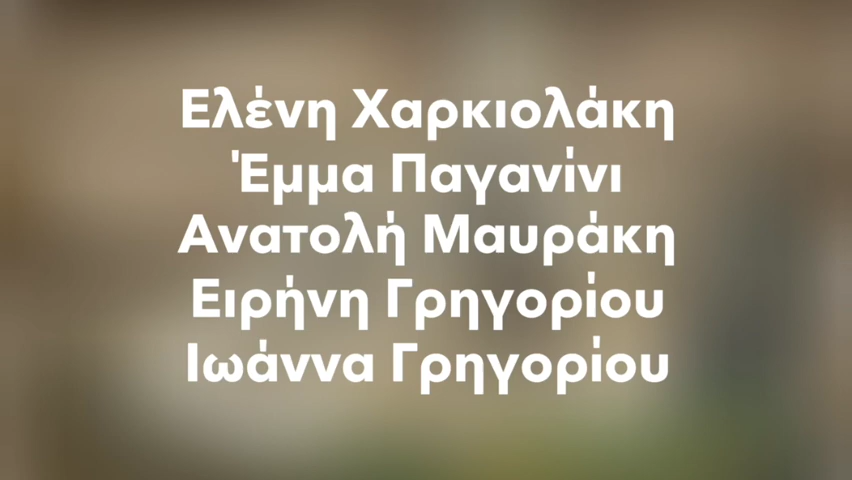 Ελένη Χαρκιολάκη
Έμμα Παγανίνι
Ανατολή Μαυράκη
Ειρήνη Γρηγορίου
Ιωάννα Γρηγορίου